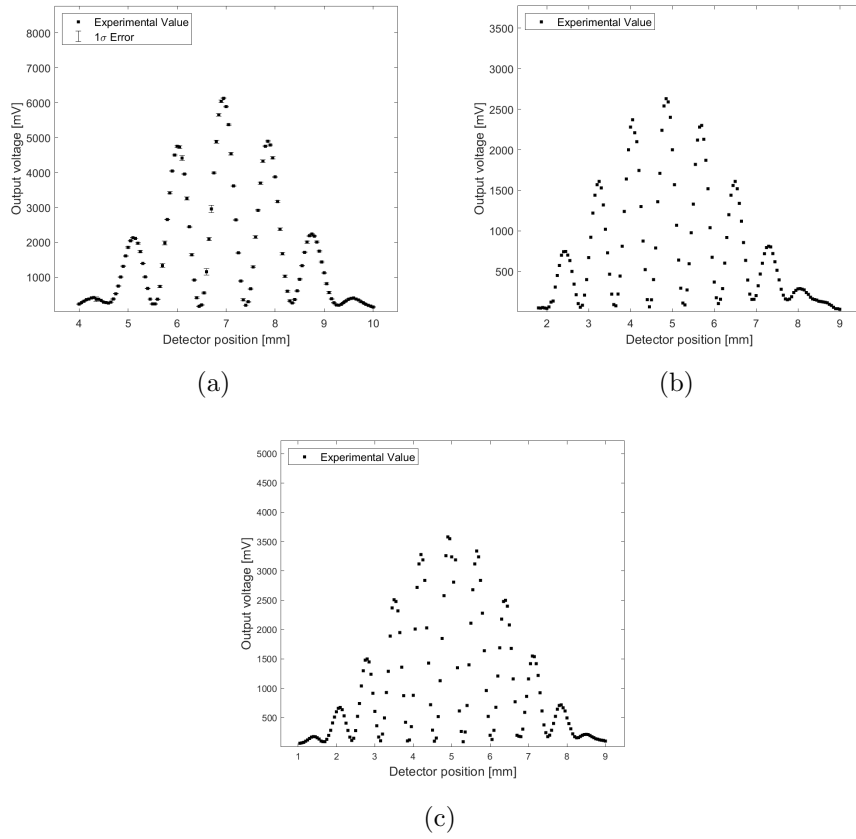 Experimental Value
1σ Error
8000
7000
6000
5000
4000
3000
2000
1000
Output voltage [mV]
4 5 6 7 8 9 10
Detector position [mm]
(a)
Experimental Value
3500
3000
2500
2000
1500
1000
500
Output voltage [mV]
2 3 4 5 6 7 8 9
Detector position [mm]
(b)
Experimental Value
5000
4500
4000
3500
3000
2500
2000
1500
1000
500
Output voltage [mV]
1 2 3 4 5 6 7 8 9
Detector position [mm]
(c)